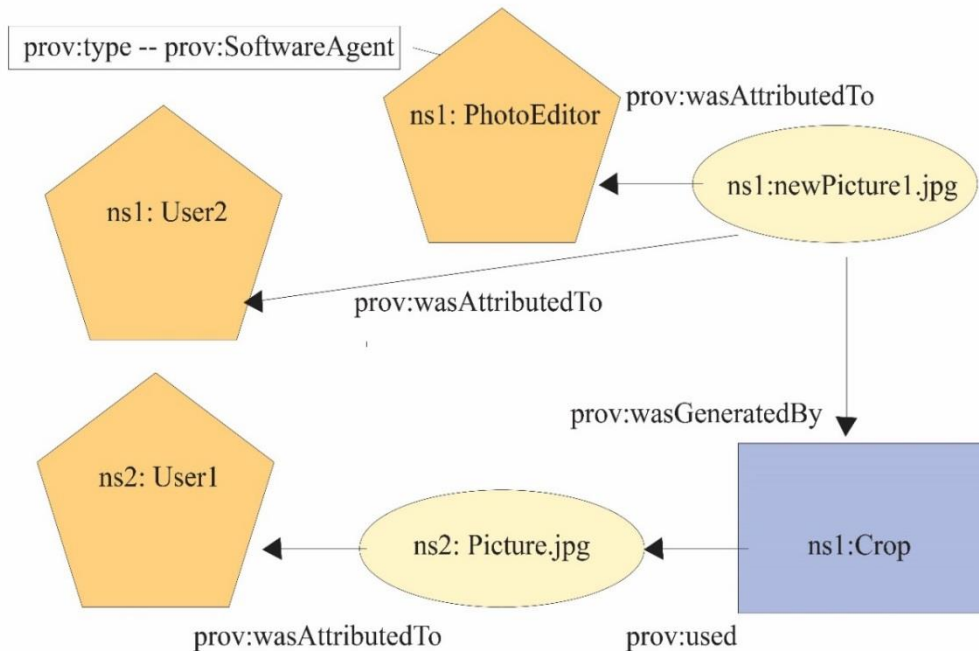 prov:type -- prov:SoftwareAgent
ns1: PhotoEditor
prov:wasAttributedTo
ns1:newPicture1.jpg
ns1: User2
prov:wasAttributedTo
prov:wasGeneratedBy
ns2: User1
ns2: Picture.jpg
ns1:Crop
prov:wasAttributedTo
prov:used